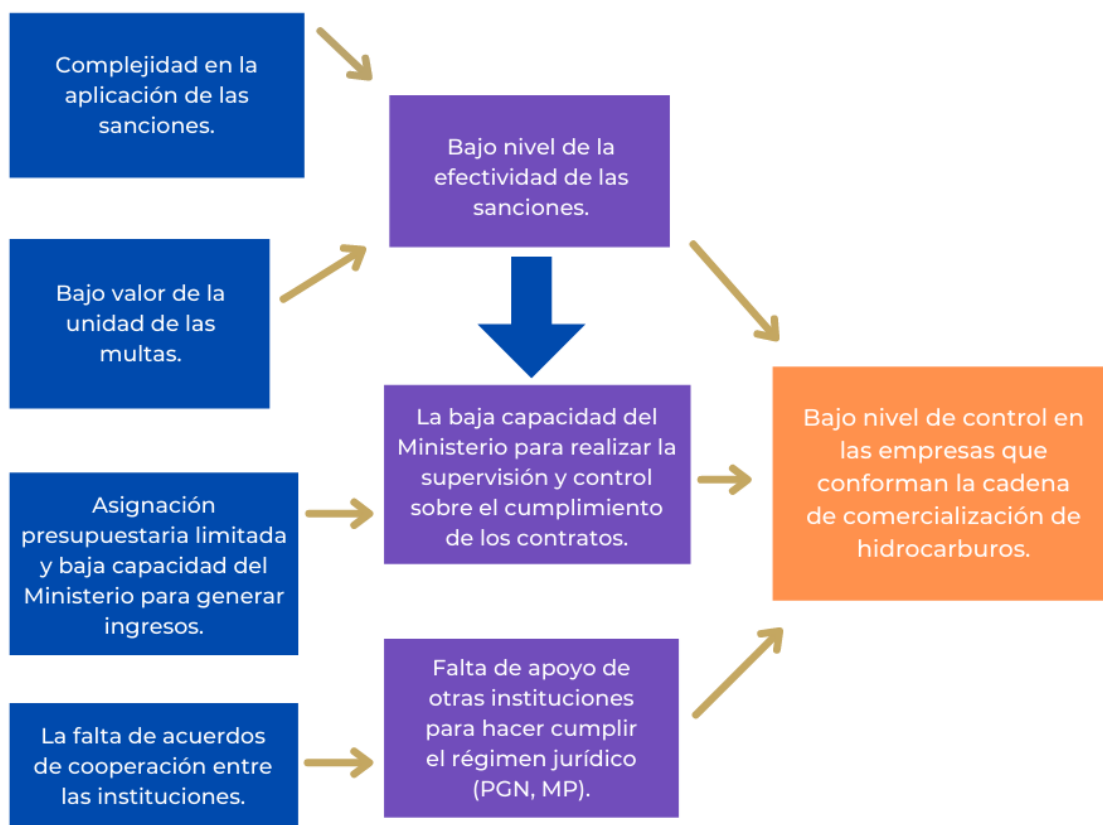 Complejidad en la
aplicación de las
sanciones.
Bajo valor de la
unidad de las
multas.
Asignación
presupuestaria limitada
y baja capacidad del
Ministerio para generar
ingresos.
La falta de acuerdos
de cooperación entre
las instituciones.
Bajo nivel de la
efectividad de las
sanciones.
La baja capacidad del
Ministerio para realizar la
supervisión y control
sobre el cumplimiento
de los contratos.
Falta de apoyo de
otras instituciones
para hacer cumplir
el régimen jurídico
(PGN, MP).
Bajo nivel de control en
las empresas que
conforman la cadena
de comercialización de
hidrocarburos.